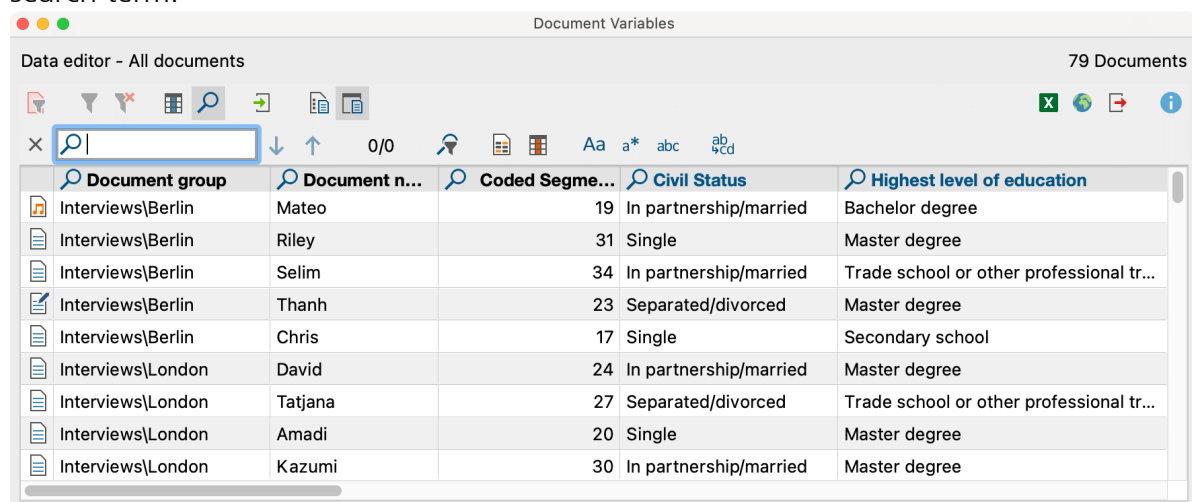 search term.
Document Variables
Data editor - All documents 79 Documents
X
0/0 Aa a* abc ab cd
Document group Document n... Coded Segme... Civil Status Highest level of education
Interviews\Berlin Mateo 19 In partnership/married Bachelor degree
Interviews\Berlin Riley 31 Single Master degree
Interviews\Berlin Selim 34 In partnership/married Trade school or other professional tr...
Interviews\Berlin Thanh 23 Separated/divorced Master degree
Interviews\Berlin Chris 17 Single Secondary school
Interviews\London David 24 In partnership/married Master degree
Interviews\London Tatjana 27 Separated/divorced Trade school or other professional tr...
Interviews\London Amadi 20 Single Master degree
Interviews\London Kazumi 30 In partnership/married Master degree